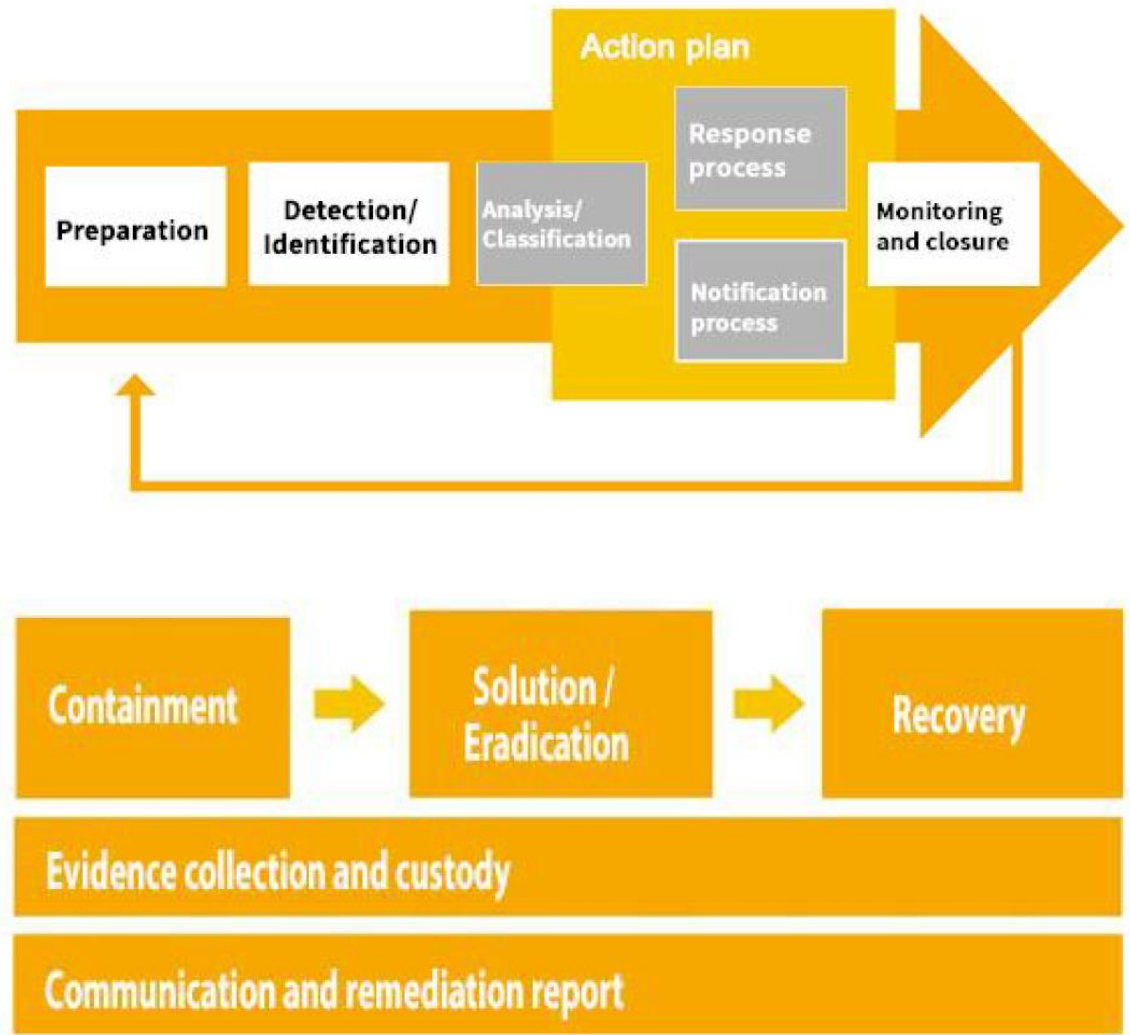 Action plan
Preparation
Detection/
Identification
Analysis/
Classification
Response
process
Notification
process
Monitoring
and closure
Containment
Solution /
Eradication
Recovery
Evidence collection and custody
Communication and remediation report